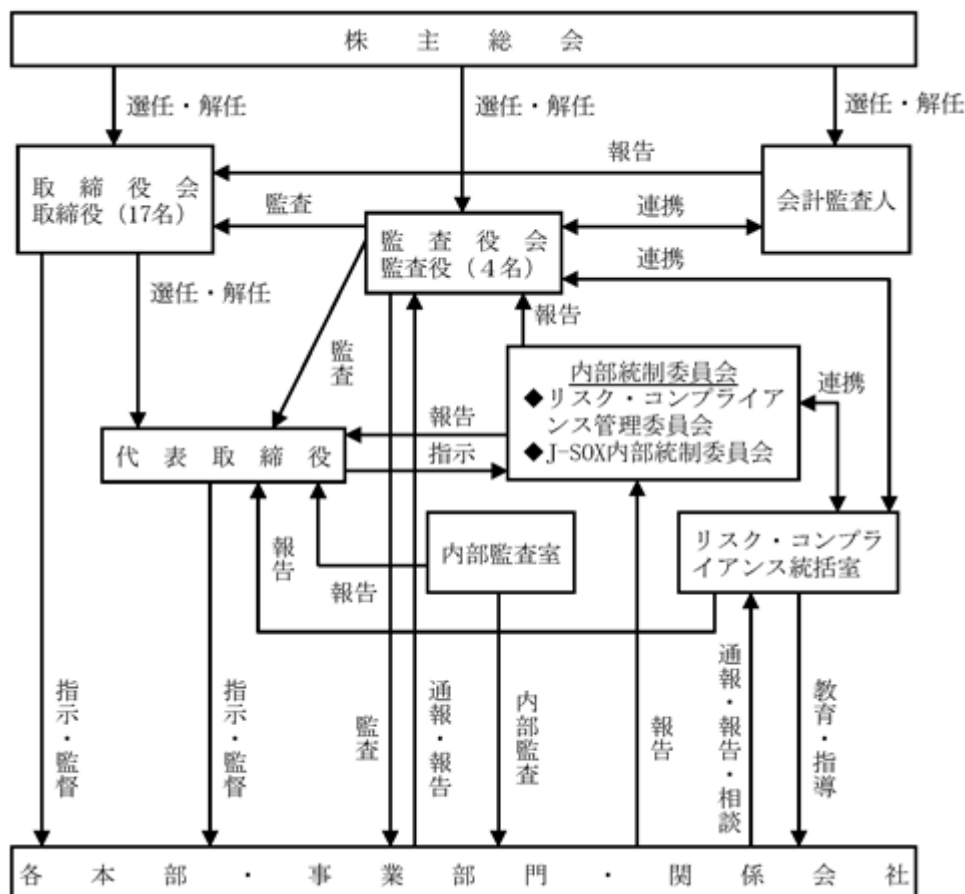 株主総会
選任・解任
選任・解任
選任・解任
取締役会
取締役（17名）
報告
会計監査人
監査
連携
監査役会
監査役（４名）
連携
選任・解任
報告
監査
内部統制委員会
◆リスク・コンプライア
ンス管理委員会
◆J-SOX内部統制委員会
連携
報告
指示
代表取締役
内部監査室
リスク・コンプラ
イアンス統括室
報告
報告
指示・監督
指示・監督
監査
通報・報告
内部監査
報告
通報・報告・相談
教育・指導
各本部・事業部門・関係会社